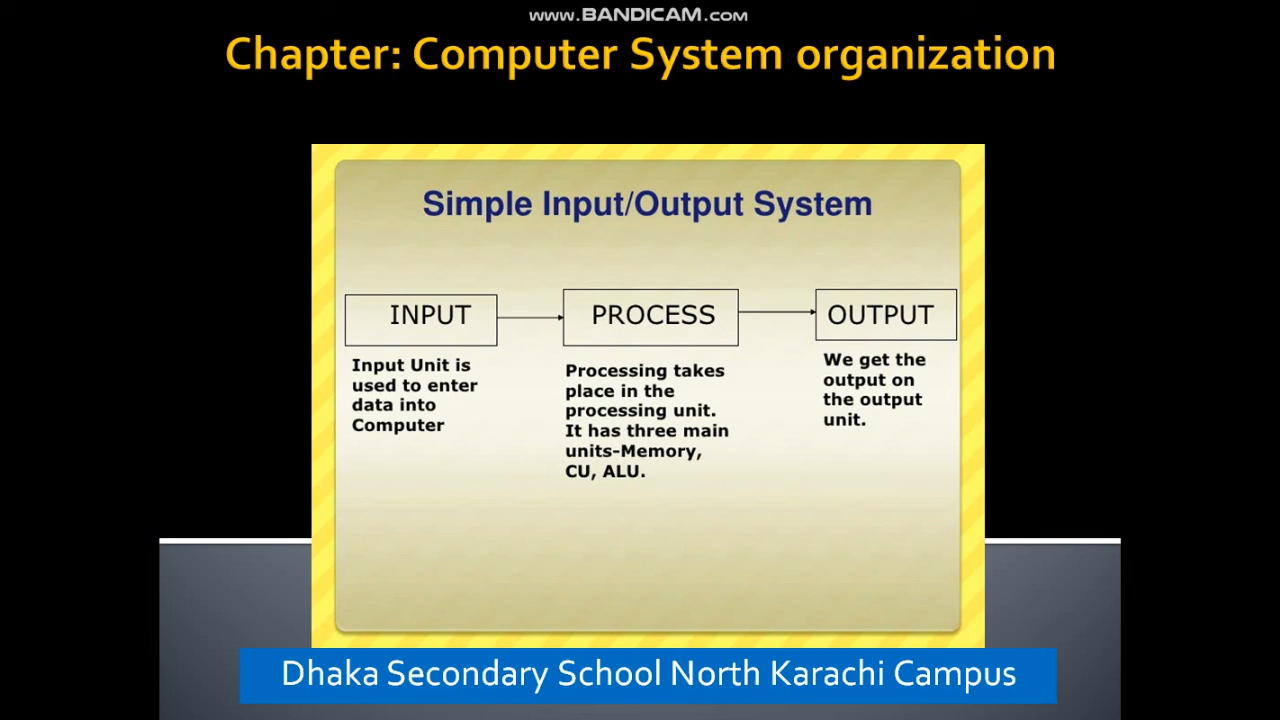 www.BANDICAM.com
Chapter: Computer System organization
Simple Input/Output System
INPUT
PROCESS
OUTPUT
Input Unit is
used to enter
data into
Computer
Processing takes
place in the
processing unit.
It has three main
units-Memory,
CU, ALU.
We get the
output on
the output
unit.
Dhaka Secondary School North Karachi Campus